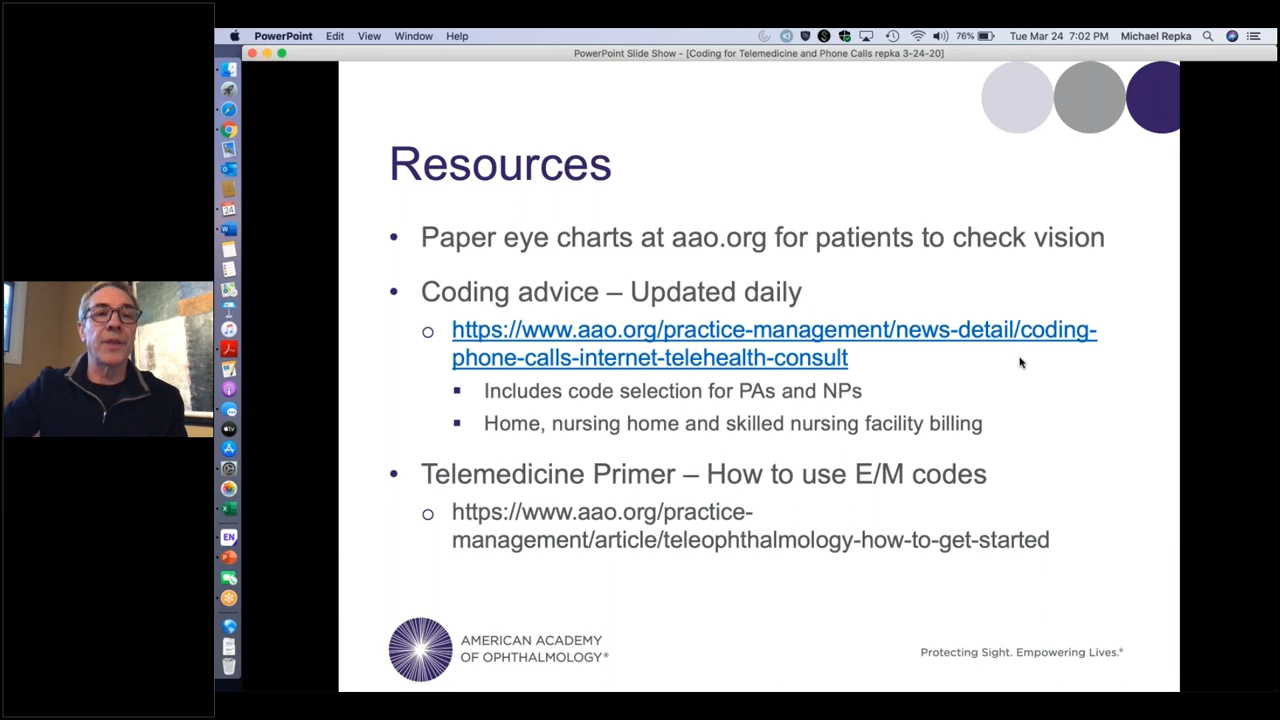 PowerPoint Edit View Window Help
76% Tue Mar 24 7:02 PM Michael Repka
PowerPoint Slide Show - [Coding for Telemedicine and Phone Calls repka 3-24-20]
24
EN
Resources
• Paper eye charts at aao.org for patients to check vision
• Coding advice – Updated daily
https://www.aao.org/practice-management/news-detail/coding-
phone-calls-internet-telehealth-consult
▪ Includes code selection for PAs and NPs
▪ Home, nursing home and skilled nursing facility billing
• Telemedicine Primer – How to use E/M codes
https://www.aao.org/practice-
management/article/teleophthalmology-how-to-get-started
AMERICAN ACADEMY
OF OPHTHALMOLOGY®
Protecting Sight. Empowering Lives.®